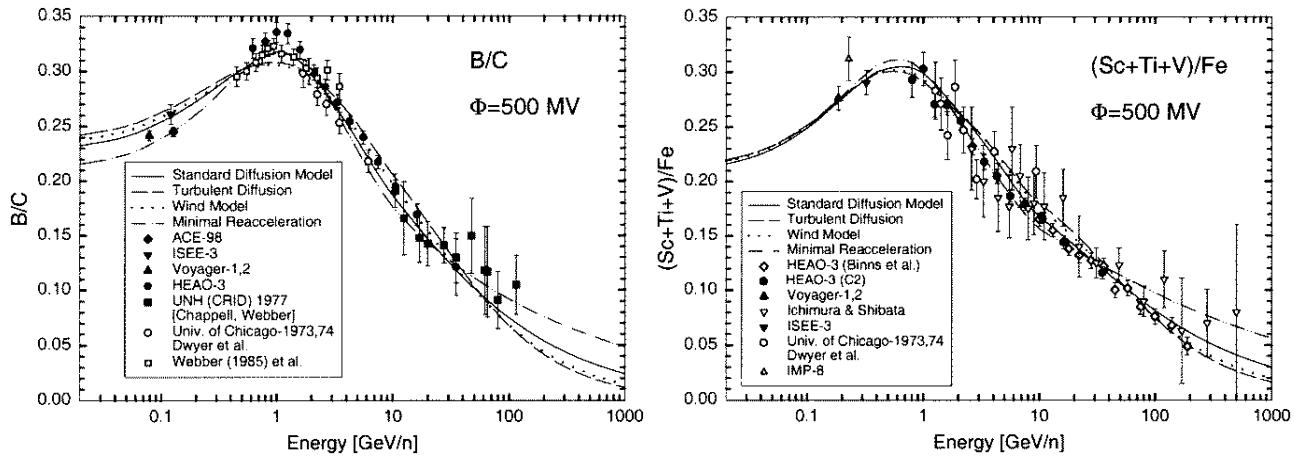 B/C
0.35
0.30
0.25
0.20
0.15
0.10
0.05
0.00
B/C
Φ=500 MV
Standard Diffusion Model
Turbulent Diffusion
Wind Model
Minimal Reacceleration
ACE-98
ISEE-3
Voyager-1,2
HEAO-3
UNH (CRID) 1977
[Chappell, Webber]
Univ. of Chicago-1973,74
Dwyer et al.
Webber (1985) et al.
0.1 1 10 100 1000
Energy [GeV/n]
(Sc+Ti+V)/Fe
0.35
0.30
0.25
0.20
0.15
0.10
0.05
0.00
(Sc+Ti+V)/Fe
Φ=500 MV
Standard Diffusion Model
Turbulent Diffusion
Wind Model
Minimal Reacceleration
HEAO-3 (Binns et al.)
HEAO-3 (C2)
Voyager-1,2
Ichimura & Shibata
ISEE-3
Univ. of Chicago-1973,74
Dwyer et al.
IMP-8
0.1 1 10 100 1000
Energy [GeV/n]